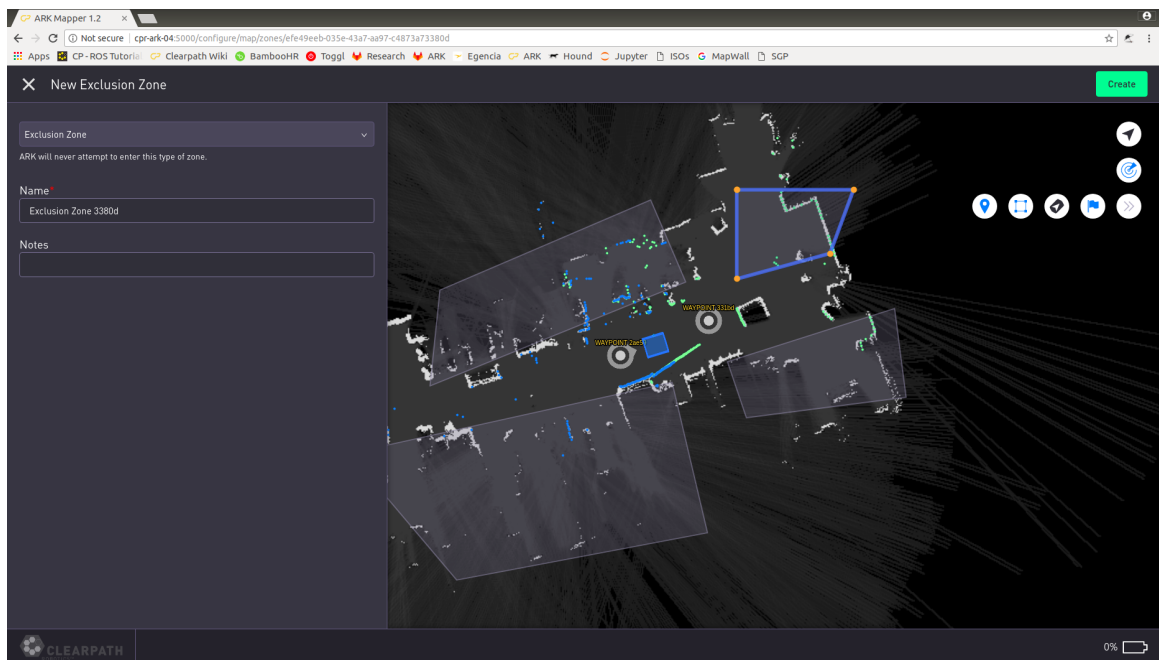 ARK Mapper 1.2
Not secure | cpr-ark-04:5000/configure/map/zones/efe49eeb-035e-43a7-aa97-c4873a73380d
Apps CP-ROS Tutorial Clearpath Wiki BambooHR Toggl Research ARK Egencia ARK Hound Jupyter ISOs MapWall SGP
New Exclusion Zone
Create
Exclusion Zone
ARK will never attempt to enter this type of zone.
Name*
Exclusion Zone 3380d
Notes
WAYPOINT 331bd
WAYPOINT 2ae5
CLEARPATH
0%